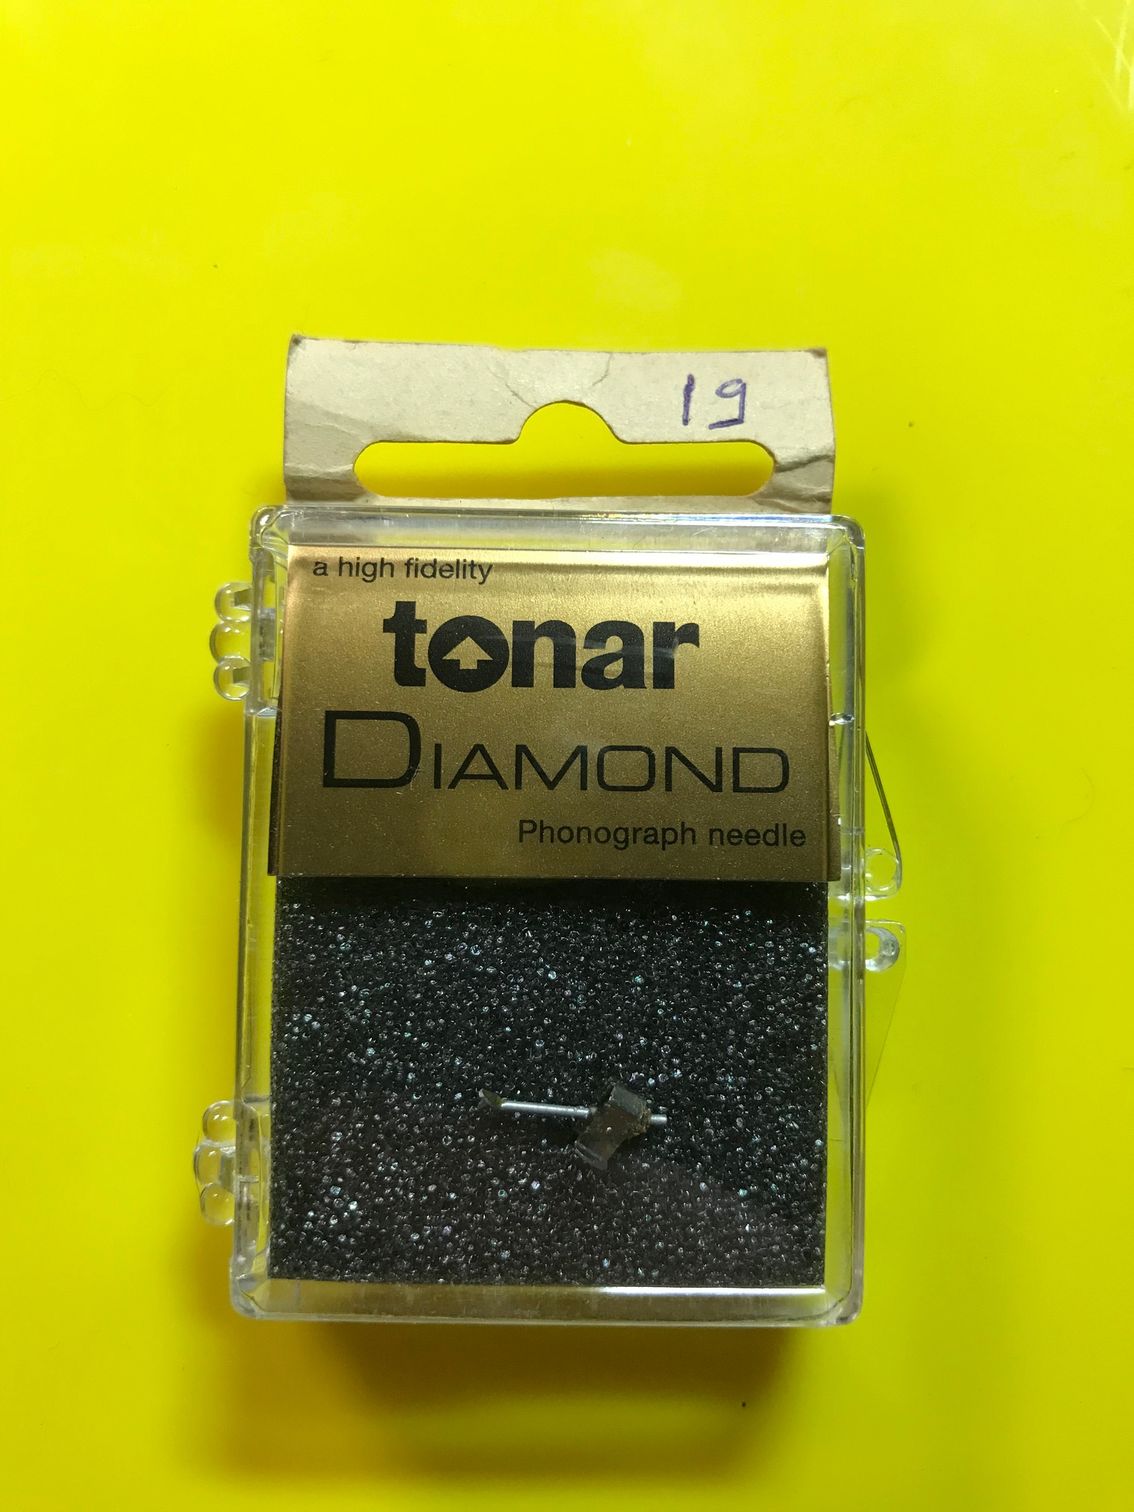 19
a high fidelity
tonar
DIAMOND
Phonograph needle